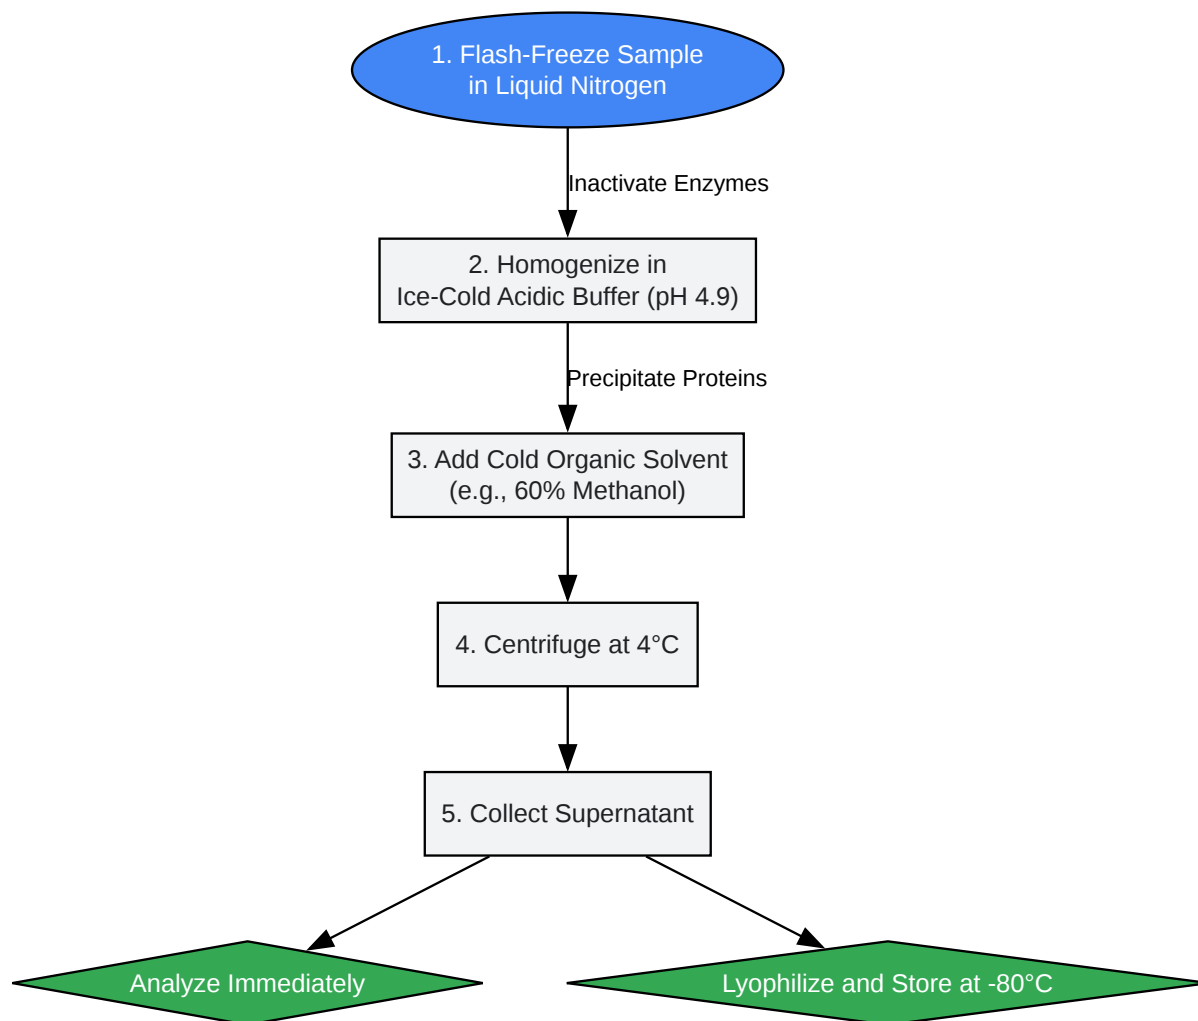 1. Flash-Freeze Sample
in Liquid Nitrogen
Inactivate Enzymes
2. Homogenize in
Ice-Cold Acidic Buffer (pH 4.9)
Precipitate Proteins
3. Add Cold Organic Solvent
(e.g., 60% Methanol)
4. Centrifuge at 4°C
5. Collect Supernatant
Analyze Immediately
Lyophilize and Store at -80°C